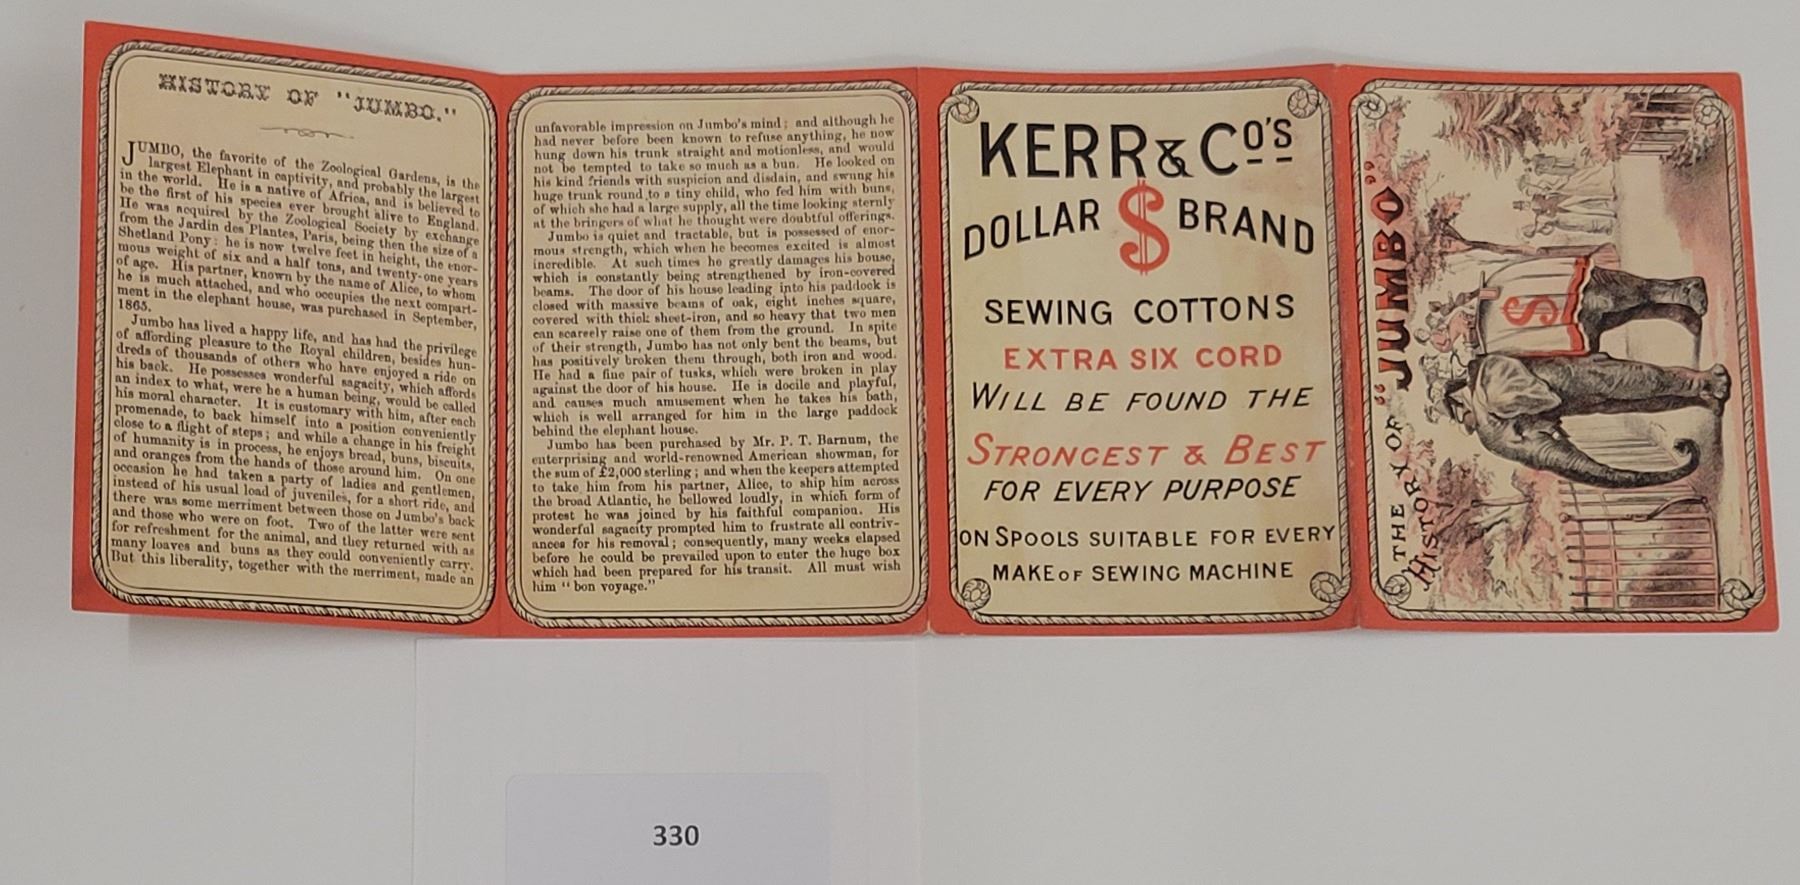 HISTORY OF "JUMBO."
JUMBO, the favorite of the Zoological Gardens, is the
largest Elephant in captivity, and probably the largest
in the world. He is a native of Africa, and is believed to
be the first of his species ever brought alive to England.
He was acquired by the Zoological Society by exchange
from the Jardin des Plantes, Paris, being then the size of a
Shetland Pony: he is now twelve feet in height, the enor-
mous weight of six and a half tons, and twenty-one years
of age. His partner, known by the name of Alice, to whom
he is much attached, and who occupies the next compart-
ment in the elephant house, was purchased in September,
1865.
Jumbo has lived a happy life, and has had the privilege
of affording pleasure to the Royal children, besides hun-
dreds of thousands of others who have enjoyed a ride on
his back. He possesses wonderful sagacity, which affords
an index to what, were he a human being, would be called
his moral character. It is customary with him, after each
promenade, to back himself into a position conveniently
close to a flight of steps; and while a change in his freight
of humanity is in process, he enjoys bread, buns, biscuits,
and oranges from the hands of those around him. On one
occasion he had taken a party of ladies and gentlemen,
instead of his usual load of juveniles, for a short ride, and
there was some merriment between those on Jumbo's back
and those who were on foot. Two of the latter were sent
for refreshment for the animal, and they returned with as
many loaves and buns as they could conveniently carry.
But this liberality, together with the merriment, made an
unfavorable impression on Jumbo's mind; and although he
had never before been known to refuse anything, he now
hung down his trunk straight and motionless, and would
not be tempted to take so much as a bun. He looked on
his kind friends with suspicion and disdain, and swung his
huge trunk round to a tiny child, who fed him with buns,
of which she had a large supply, all the time looking sternly
at the bringers of what he thought were doubtful offerings.
Jumbo is quiet and tractable, but is possessed of enor-
mous strength, which when he becomes excited is almost
incredible. At such times he greatly damages his house,
which is constantly being strengthened by iron-covered
beams. The door of his house leading into his paddock is
closed with massive beams of oak, eight inches square,
covered with thick sheet-iron, and so heavy that two men
can scarcely raise one of them from the ground. In spite
of their strength, Jumbo has not only bent the beams, but
has positively broken them through, both iron and wood.
He had a fine pair of tusks, which were broken in play
against the door of his house. He is docile and playful,
and causes much amusement when he takes his bath,
which is well arranged for him in the large paddock
behind the elephant house.
Jumbo has been purchased by Mr. P. T. Barnum, the
enterprising and world-renowned American showman, for
the sum of £2,000 sterling; and when the keepers attempted
to take him from his partner, Alice, to ship him across
the broad Atlantic, he bellowed loudly, in which form of
protest he was joined by his faithful companion. His
wonderful sagacity prompted him to frustrate all contriv-
ances for his removal; consequently, many weeks elapsed
before he could be prevailed upon to enter the huge box
which had been prepared for his transit. All must wish
him "bon voyage."
KERR & CO'S
DOLLAR $ BRAND
SEWING COTTONS
EXTRA SIX CORD
WILL BE FOUND THE
STRONGEST & BEST
FOR EVERY PURPOSE
ON SPOOLS SUITABLE FOR EVERY
MAKE OF SEWING MACHINE
THE HISTORY OF "JUMBO"
$
330